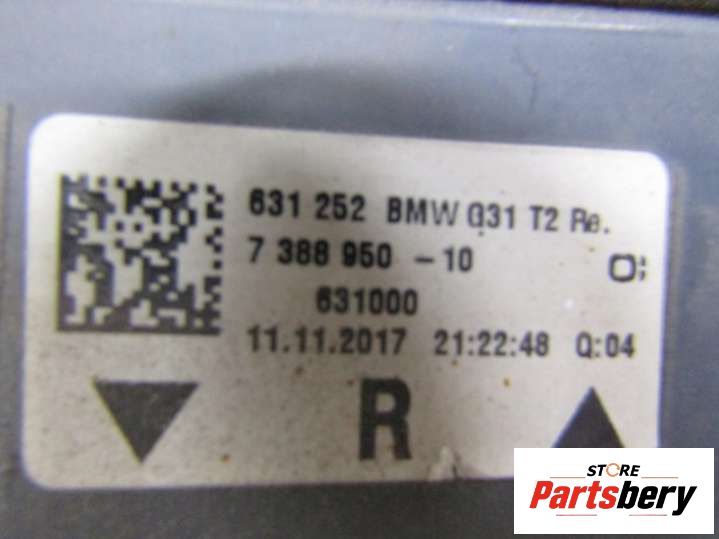 631 252 BMW G31 T2 Re.
7 388 950 -10
631000
11.11.2017 21:22:48 Q:04
R
STORE
Partsbery